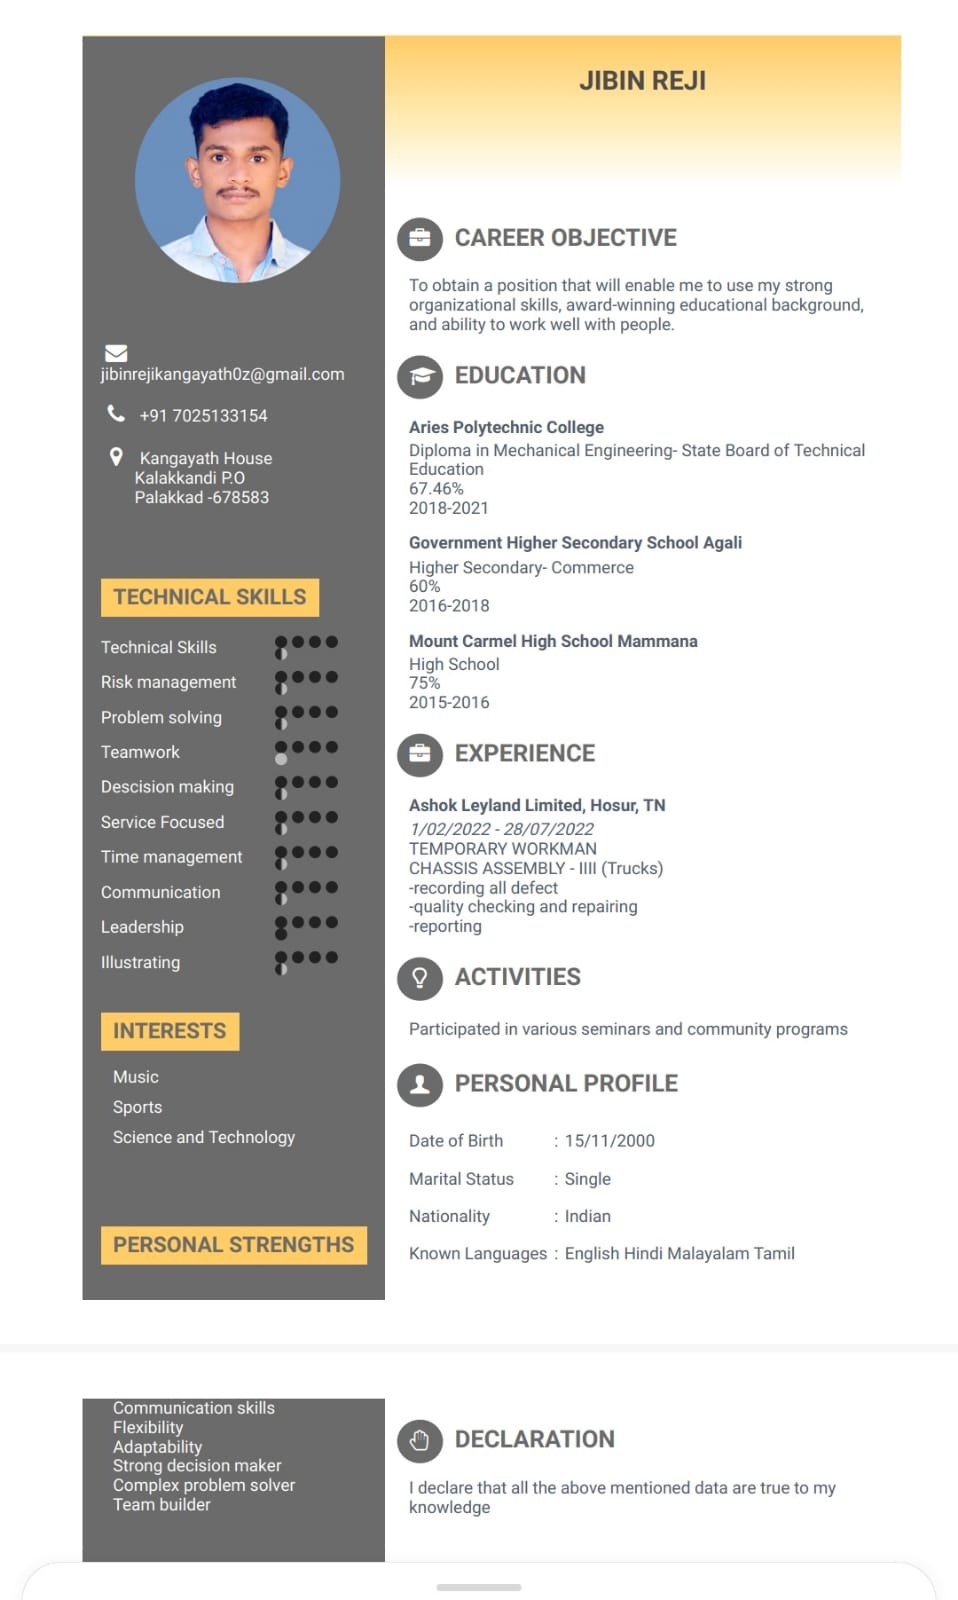 JIBIN REJI
jibinrejikangayath0z@gmail.com
+91 7025133154
Kangayath House
Kalakkandi P.O
Palakkad -678583
TECHNICAL SKILLS
Technical Skills
Risk management
Problem solving
Teamwork
Descision making
Service Focused
Time management
Communication
Leadership
Illustrating
INTERESTS
Music
Sports
Science and Technology
PERSONAL STRENGTHS
CAREER OBJECTIVE
To obtain a position that will enable me to use my strong
organizational skills, award-winning educational background,
and ability to work well with people.
EDUCATION
Aries Polytechnic College
Diploma in Mechanical Engineering- State Board of Technical
Education
67.46%
2018-2021
Government Higher Secondary School Agali
Higher Secondary- Commerce
60%
2016-2018
Mount Carmel High School Mammana
High School
75%
2015-2016
EXPERIENCE
Ashok Leyland Limited, Hosur, TN
1/02/2022 - 28/07/2022
TEMPORARY WORKMAN
CHASSIS ASSEMBLY - IIII (Trucks)
-recording all defect
-quality checking and repairing
-reporting
ACTIVITIES
Participated in various seminars and community programs
PERSONAL PROFILE
Date of Birth : 15/11/2000
Marital Status : Single
Nationality : Indian
Known Languages : English Hindi Malayalam Tamil
Communication skills
Flexibility
Adaptability
Strong decision maker
Complex problem solver
Team builder
DECLARATION
I declare that all the above mentioned data are true to my
knowledge